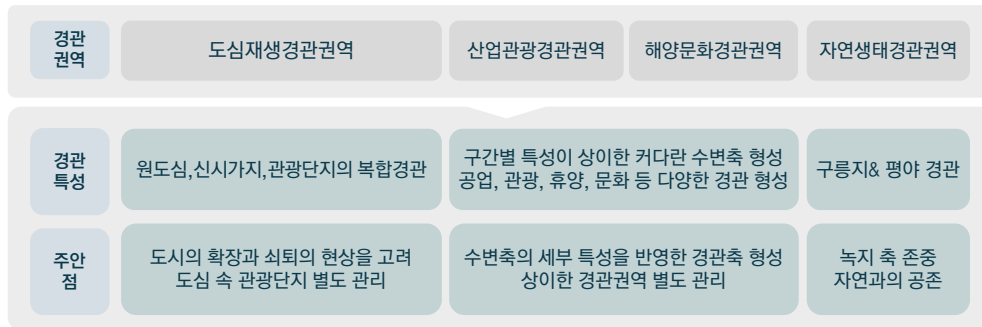 경관
권역
도심재생경관권역
산업관광경관권역
해양문화경관권역
자연생태경관권역
경관
특성
원도심,신시가지,관광단지의 복합경관
구간별 특성이 상이한 커다란 수변축 형성
공업, 관광, 휴양, 문화 등 다양한 경관 형성
구릉지& 평야 경관
주안
점
도시의 확장과 쇠퇴의 현상을 고려
도심 속 관광단지 별도 관리
수변축의 세부 특성을 반영한 경관축 형성
상이한 경관권역 별도 관리
녹지 축 존중
자연과의 공존